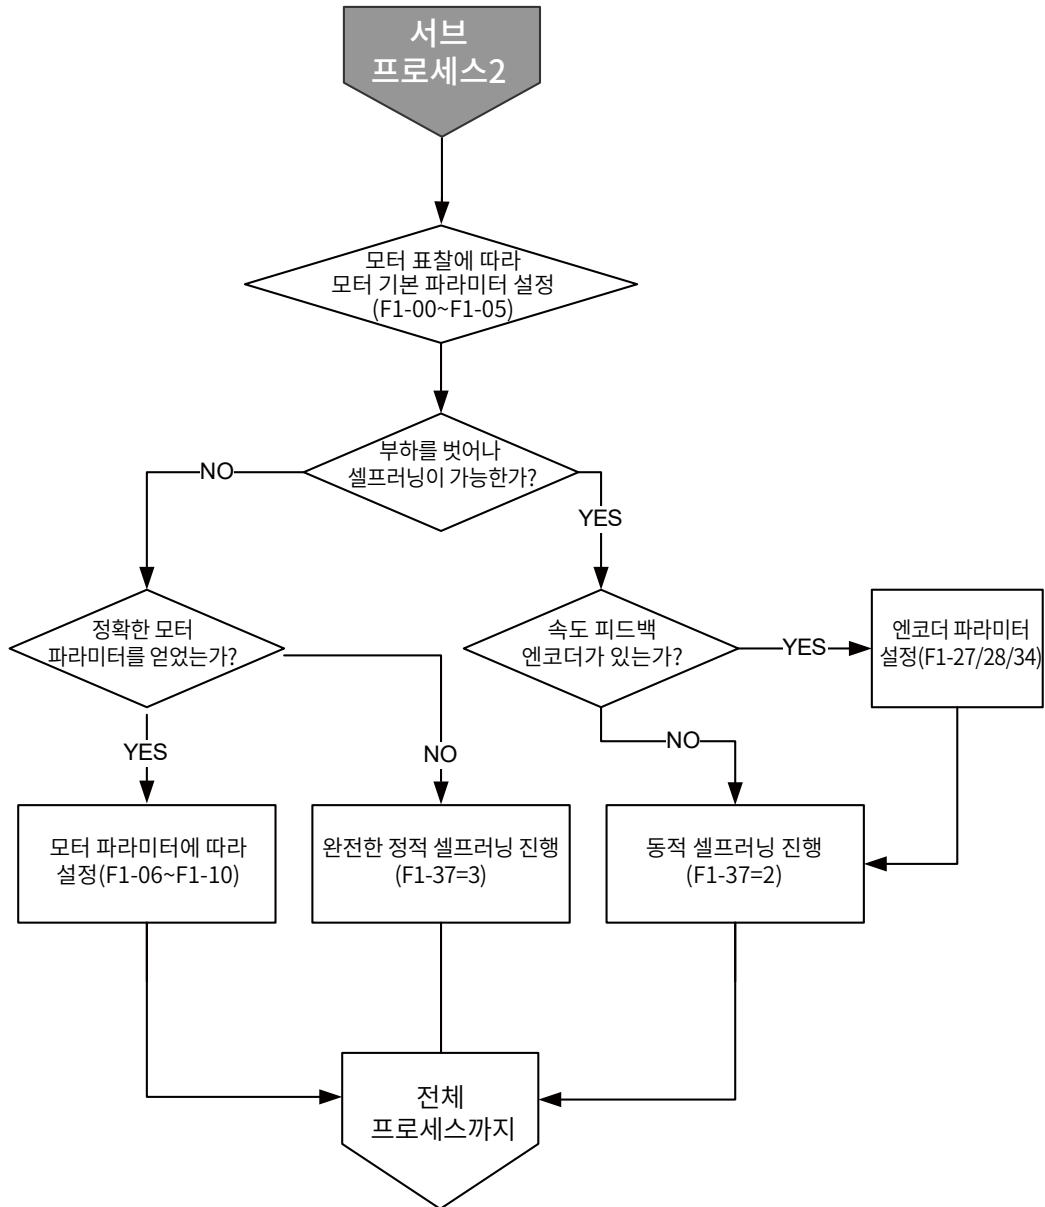 서브
프로세스2
모터 표찰에 따라
모터 기본 파라미터 설정
(F1-00~F1-05)
부하를 벗어나
셀프러닝이 가능한가?
NO
YES
정확한 모터
파라미터를 얻었는가?
속도 피드백
엔코더가 있는가?
YES
엔코더 파라미터
설정(F1-27/28/34)
YES
NO
NO
모터 파라미터에 따라
설정(F1-06~F1-10)
완전한 정적 셀프러닝 진행
(F1-37=3)
동적 셀프러닝 진행
(F1-37=2)
전체
프로세스까지